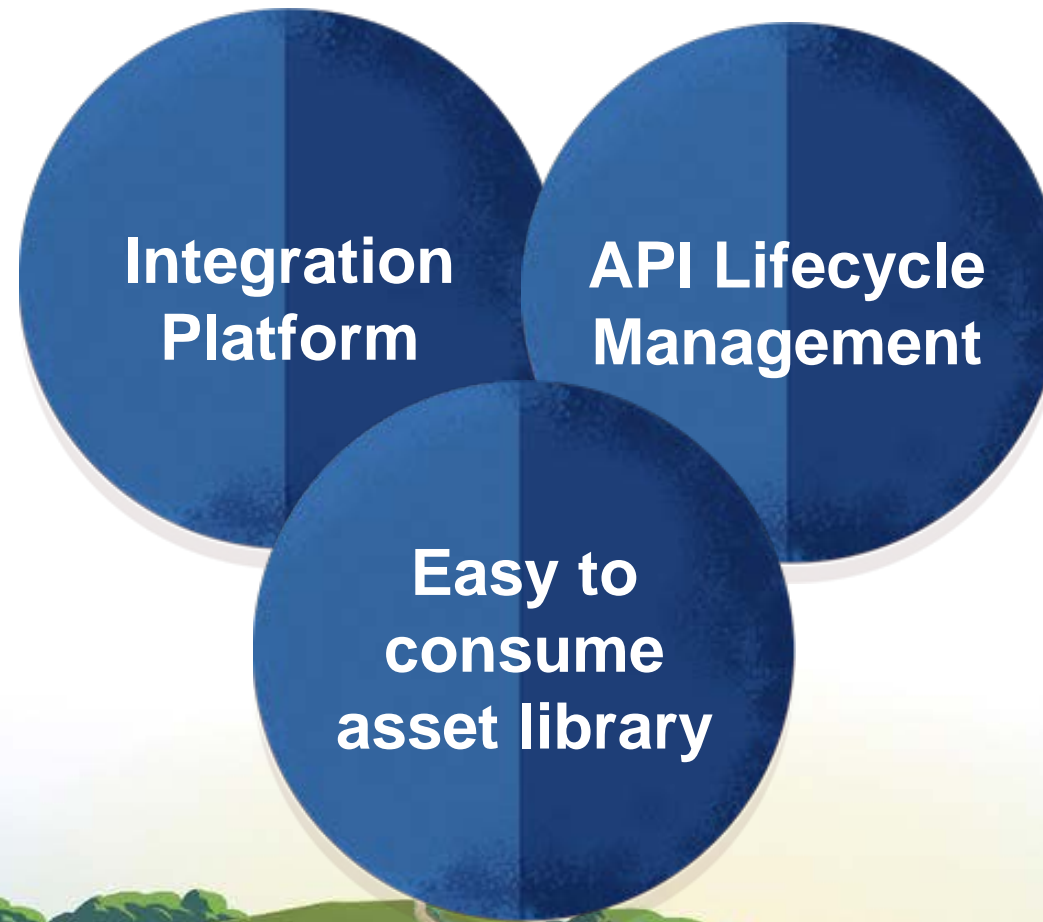 Integration
Platform
API Lifecycle
Management
Easy to
consume
asset library